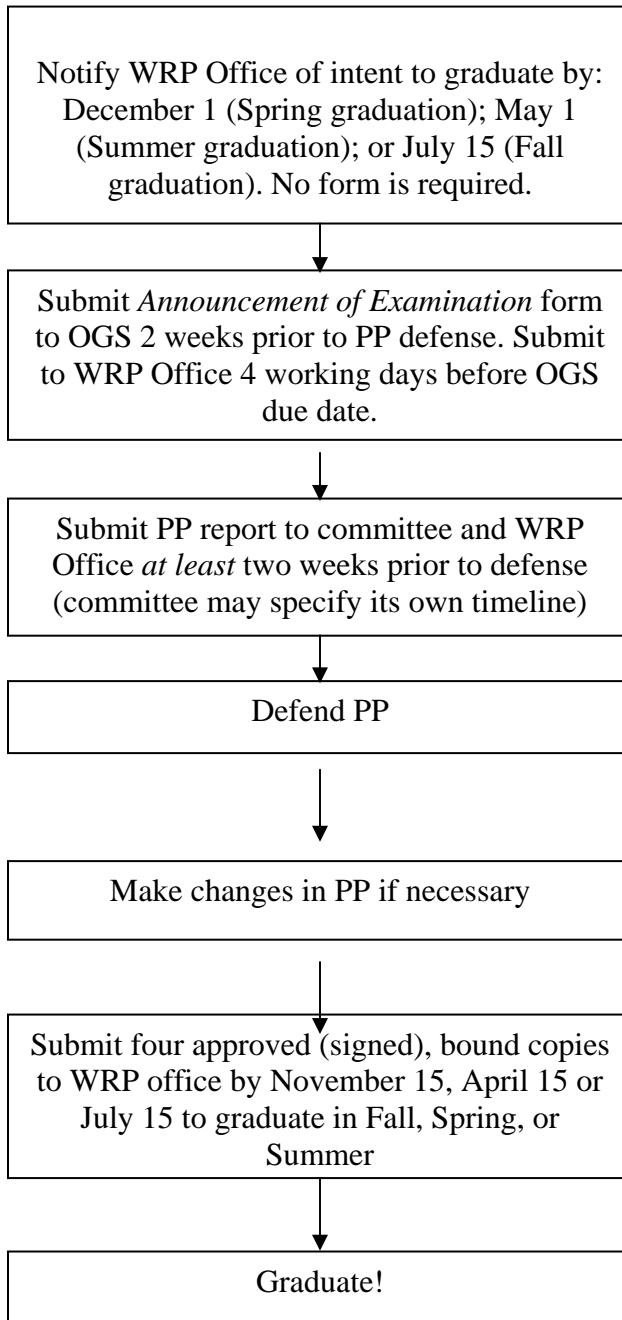 Notify WRP Office of intent to graduate by:
December 1 (Spring graduation); May 1
(Summer graduation); or July 15 (Fall
graduation). No form is required.
Submit Announcement of Examination form
to OGS 2 weeks prior to PP defense. Submit
to WRP Office 4 working days before OGS
due date.
Submit PP report to committee and WRP
Office at least two weeks prior to defense
(committee may specify its own timeline)
Defend PP
Make changes in PP if necessary
Submit four approved (signed), bound copies
to WRP office by November 15, April 15 or
July 15 to graduate in Fall, Spring, or
Summer
Graduate!